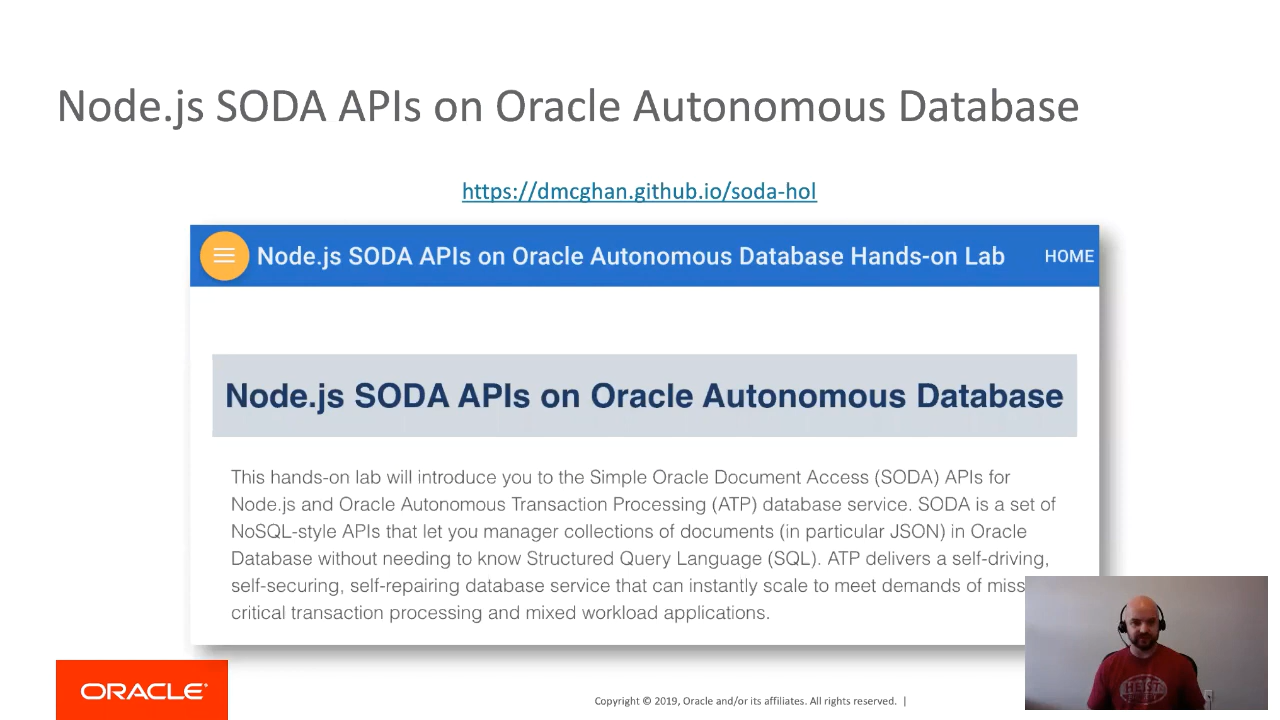 Node.js SODA APIs on Oracle Autonomous Database
https://dmcghan.github.io/soda-hol
Node.js SODA APIs on Oracle Autonomous Database Hands-on Lab HOME
Node.js SODA APIs on Oracle Autonomous Database
This hands-on lab will introduce you to the Simple Oracle Document Access (SODA) APIs for
Node.js and Oracle Autonomous Transaction Processing (ATP) database service. SODA is a set of
NoSQL-style APIs that let you manager collections of documents (in particular JSON) in Oracle
Database without needing to know Structured Query Language (SQL). ATP delivers a self-driving,
self-securing, self-repairing database service that can instantly scale to meet demands of miss
critical transaction processing and mixed workload applications.
ORACLE
Copyright © 2019, Oracle and/or its affiliates. All rights reserved. |
HEIST